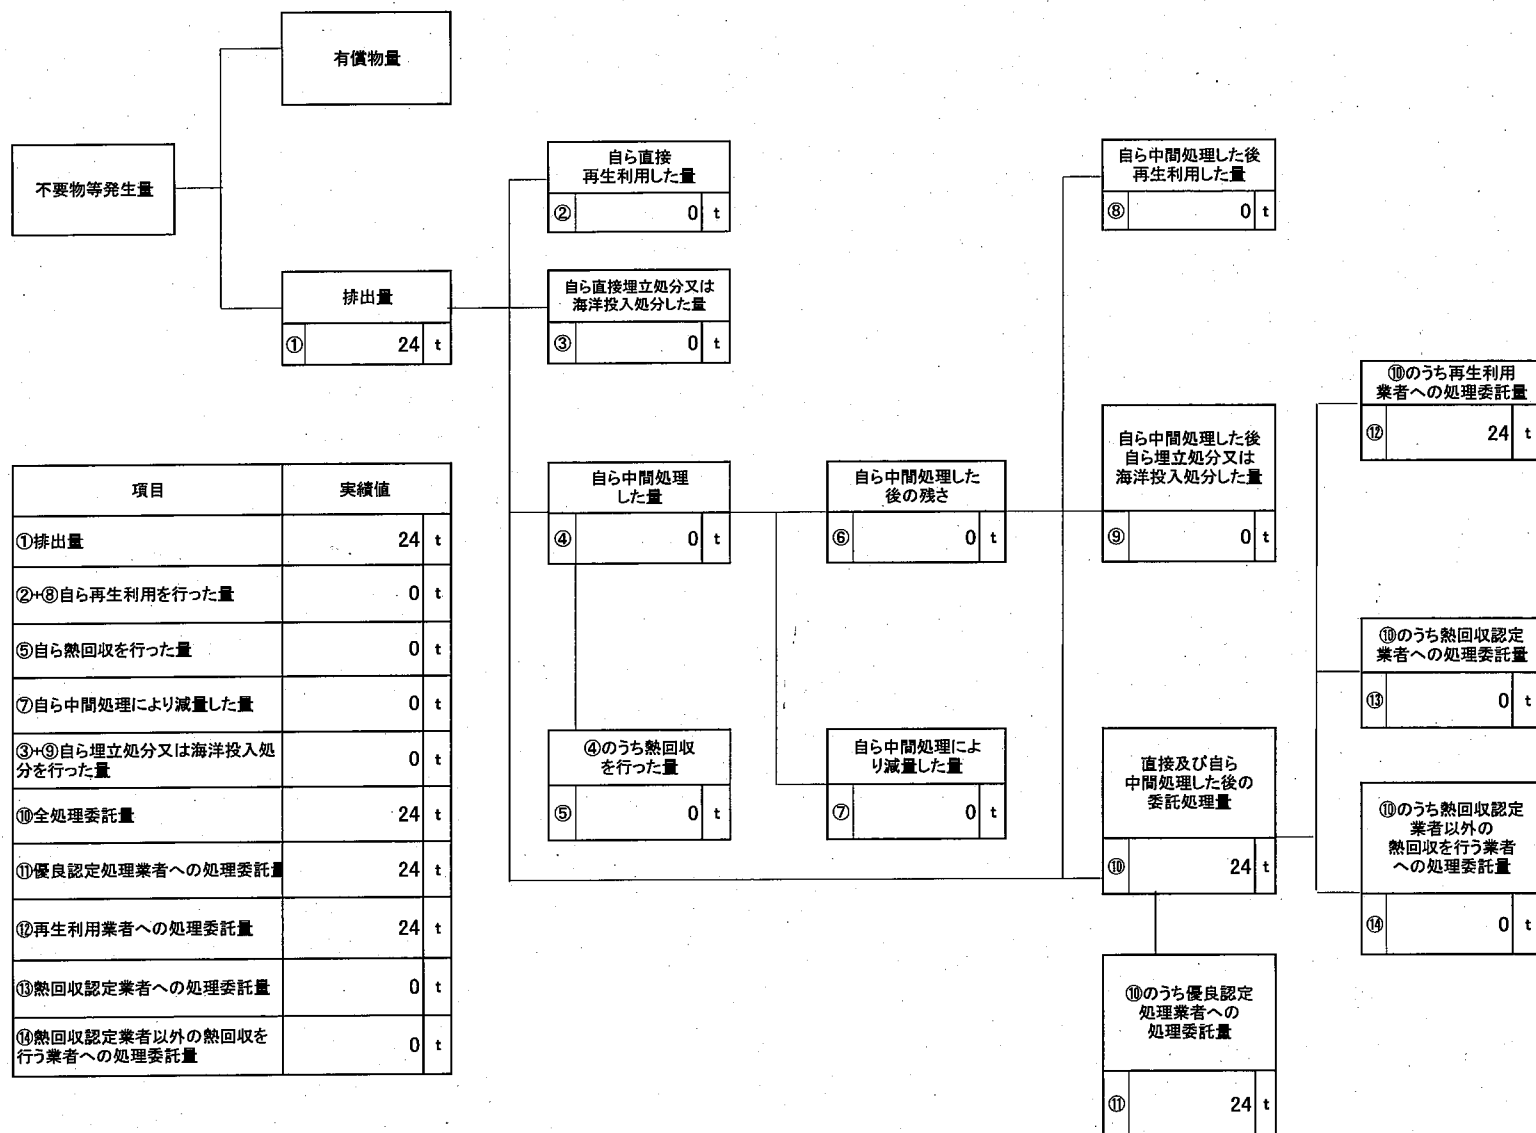 有償物量
不要物等発生量
排出量
① 24 t
自ら直接
再生利用した量
② 0 t
自ら直接埋立処分又は
海洋投入処分した量
③ 0 t
自ら中間処理
した量
④ 0 t
④のうち熱回収
を行った量
⑤ 0 t
自ら中間処理した
後の残さ
⑥ 0 t
自ら中間処理によ
り減量した量
⑦ 0 t
自ら中間処理した後
再生利用した量
⑧ 0 t
自ら中間処理した後
自ら埋立処分又は
海洋投入処分した量
⑨ 0 t
直接及び自ら
中間処理した後の
委託処理量
⑩ 24 t
⑩のうち優良認定
処理業者への
処理委託量
⑪ 24 t
⑩のうち再生利用
業者への処理委託量
⑫ 24 t
⑩のうち熱回収認定
業者への処理委託量
⑬ 0 t
⑩のうち熱回収認定
業者以外の
熱回収を行う業者
への処理委託量
⑭ 0 t
項目 実績値
①排出量 24 t
②+⑧自ら再生利用を行った量 0 t
⑤自ら熱回収を行った量 0 t
⑦自ら中間処理により減量した量 0 t
③+⑨自ら埋立処分又は海洋投入処
分を行った量 0 t
⑩全処理委託量 24 t
⑪優良認定処理業者への処理委託量 24 t
⑫再生利用業者への処理委託量 24 t
⑬熱回収認定業者への処理委託量 0 t
⑭熱回収認定業者以外の熱回収を
行う業者への処理委託量 0 t